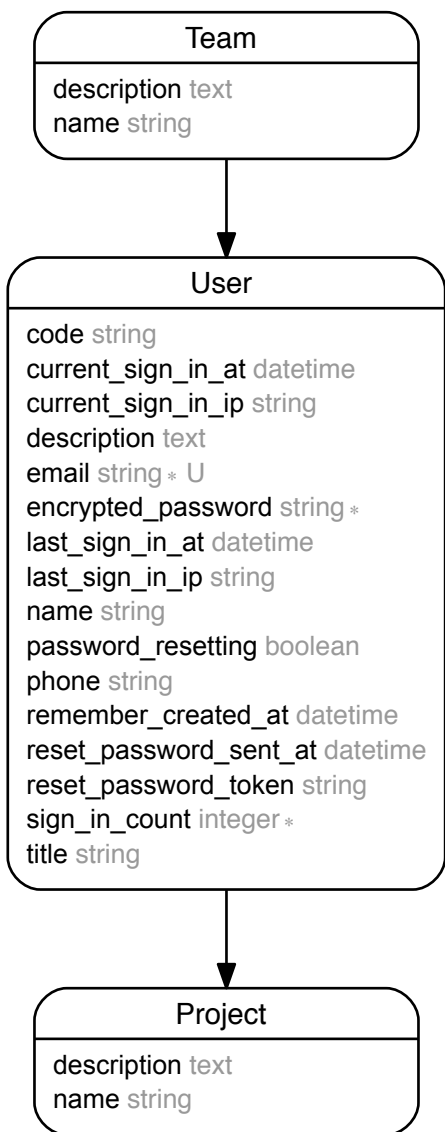 Team
description text
name string
User
code string
current_sign_in_at datetime
current_sign_in_ip string
description text
email string * U
encrypted_password string *
last_sign_in_at datetime
last_sign_in_ip string
name string
password_resetting boolean
phone string
remember_created_at datetime
reset_password_sent_at datetime
reset_password_token string
sign_in_count integer *
title string
Project
description text
name string